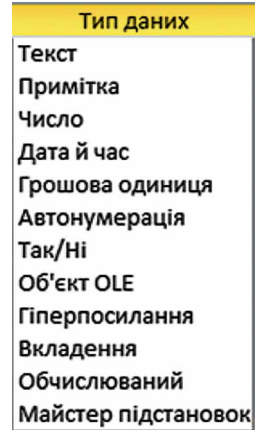 Тип даних
Текст
Примітка
Число
Дата й час
Грошова одиниця
Автонумерація
Так/Ні
Об'єкт OLE
Гіперпосилання
Вкладення
Обчислюваний
Майстер підстановок